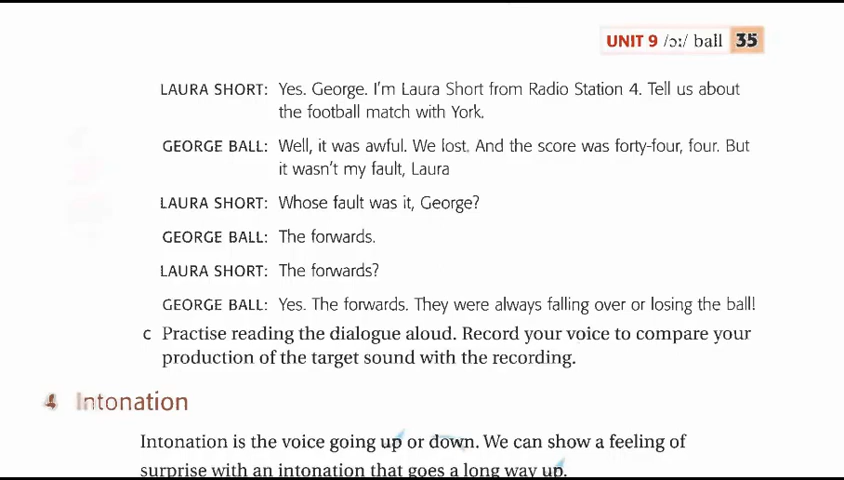 UNIT 9 /ɔː/ ball 35
LAURA SHORT: Yes. George. I'm Laura Short from Radio Station 4. Tell us about
the football match with York.
GEORGE BALL: Well, it was awful. We lost. And the score was forty-four, four. But
it wasn't my fault, Laura
LAURA SHORT: Whose fault was it, George?
GEORGE BALL: The forwards.
LAURA SHORT: The forwards?
GEORGE BALL: Yes. The forwards. They were always falling over or losing the ball!
c Practise reading the dialogue aloud. Record your voice to compare your
production of the target sound with the recording.
4 Intonation
Intonation is the voice going up or down. We can show a feeling of
surprise with an intonation that goes a long way up.